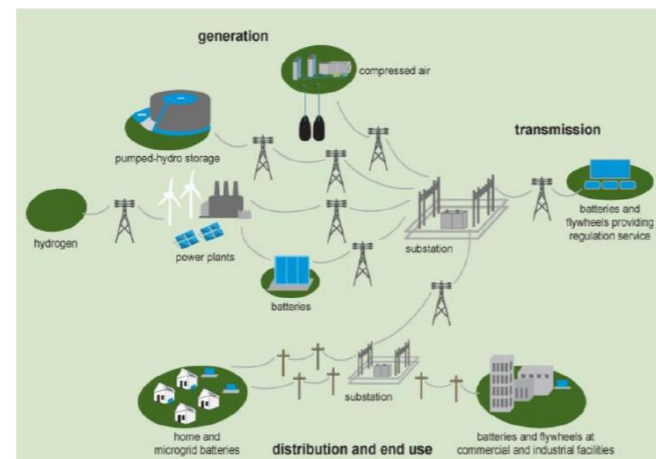 generation
compressed air
pumped-hydro storage
transmission
hydrogen
power plants
batteries
substation
batteries and
flywheels providing
regulation service
substation
home and
microgrid batteries
distribution and end use
batteries and flywheels at
commercial and industrial facilities